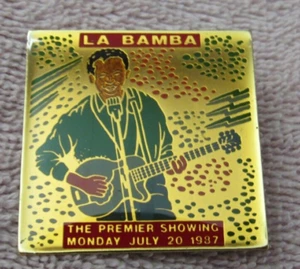 LA BAMBA
THE PREMIER SHOWING
MONDAY JULY 20 1987